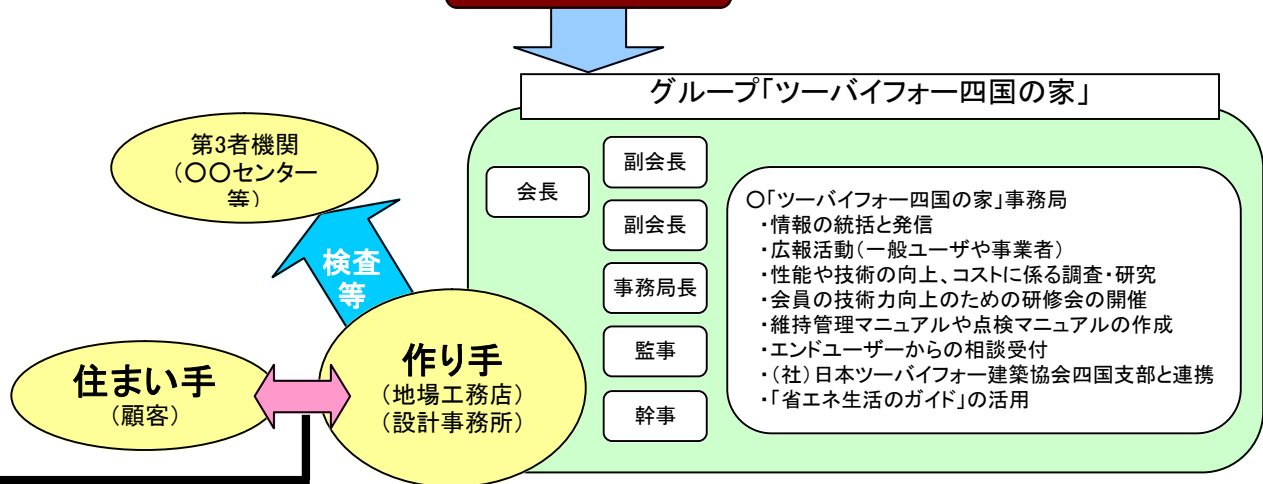 グループ「ツーバイフォー四国の家」
第3者機関
（〇〇センター
等）
検査
等
作り手
（地場工務店）
（設計事務所）
住まい手
（顧客）
会長
副会長
副会長
事務局長
監事
幹事
〇「ツーバイフォー四国の家」事務局
・情報の統括と発信
・広報活動（一般ユーザや事業者）
・性能や技術の向上、コストに係る調査・研究
・会員の技術力向上のための研修会の開催
・維持管理マニュアルや点検マニュアルの作成
・エンドユーザーからの相談受付
・（社）日本ツーバイフォー建築協会四国支部と連携
・「省エネ生活のガイド」の活用